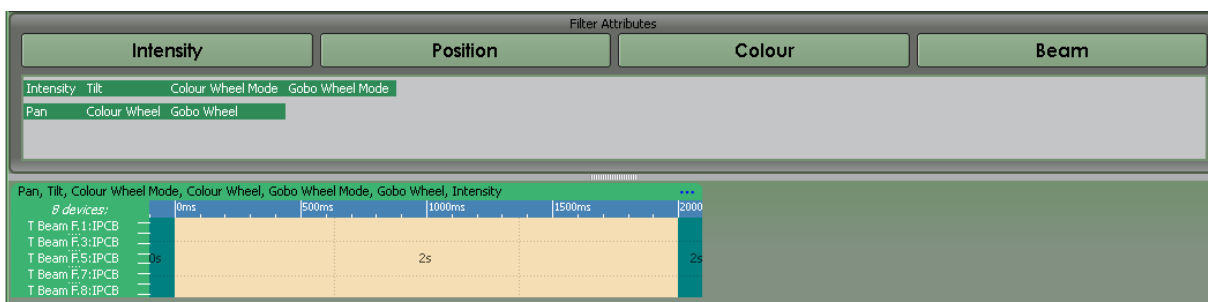 Filter Attributes
Intensity Position Colour Beam
Intensity Tilt Colour Wheel Mode Gobo Wheel Mode
Pan Colour Wheel Gobo Wheel
Pan, Tilt, Colour Wheel Mode, Colour Wheel, Gobo Wheel Mode, Gobo Wheel, Intensity ...
8 devices: 0ms 500ms 1000ms 1500ms 2000
T Beam F.1:IPCB
T Beam F.3:IPCB
T Beam F.5:IPCB 0s 2s 2s
T Beam F.7:IPCB
T Beam F.8:IPCB